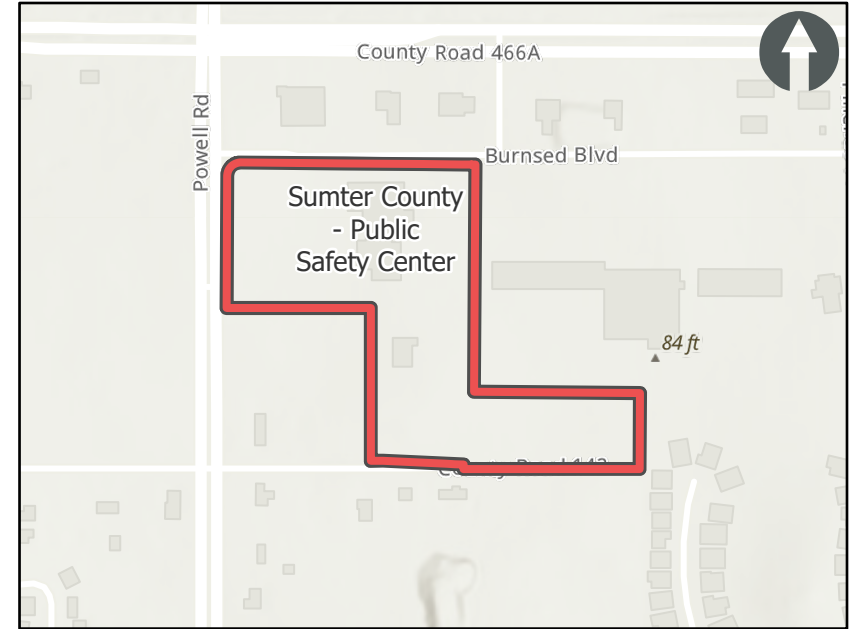 County Road 466A
Powell Rd
Burnsed Blvd
Sumter County
- Public
Safety Center
84 ft